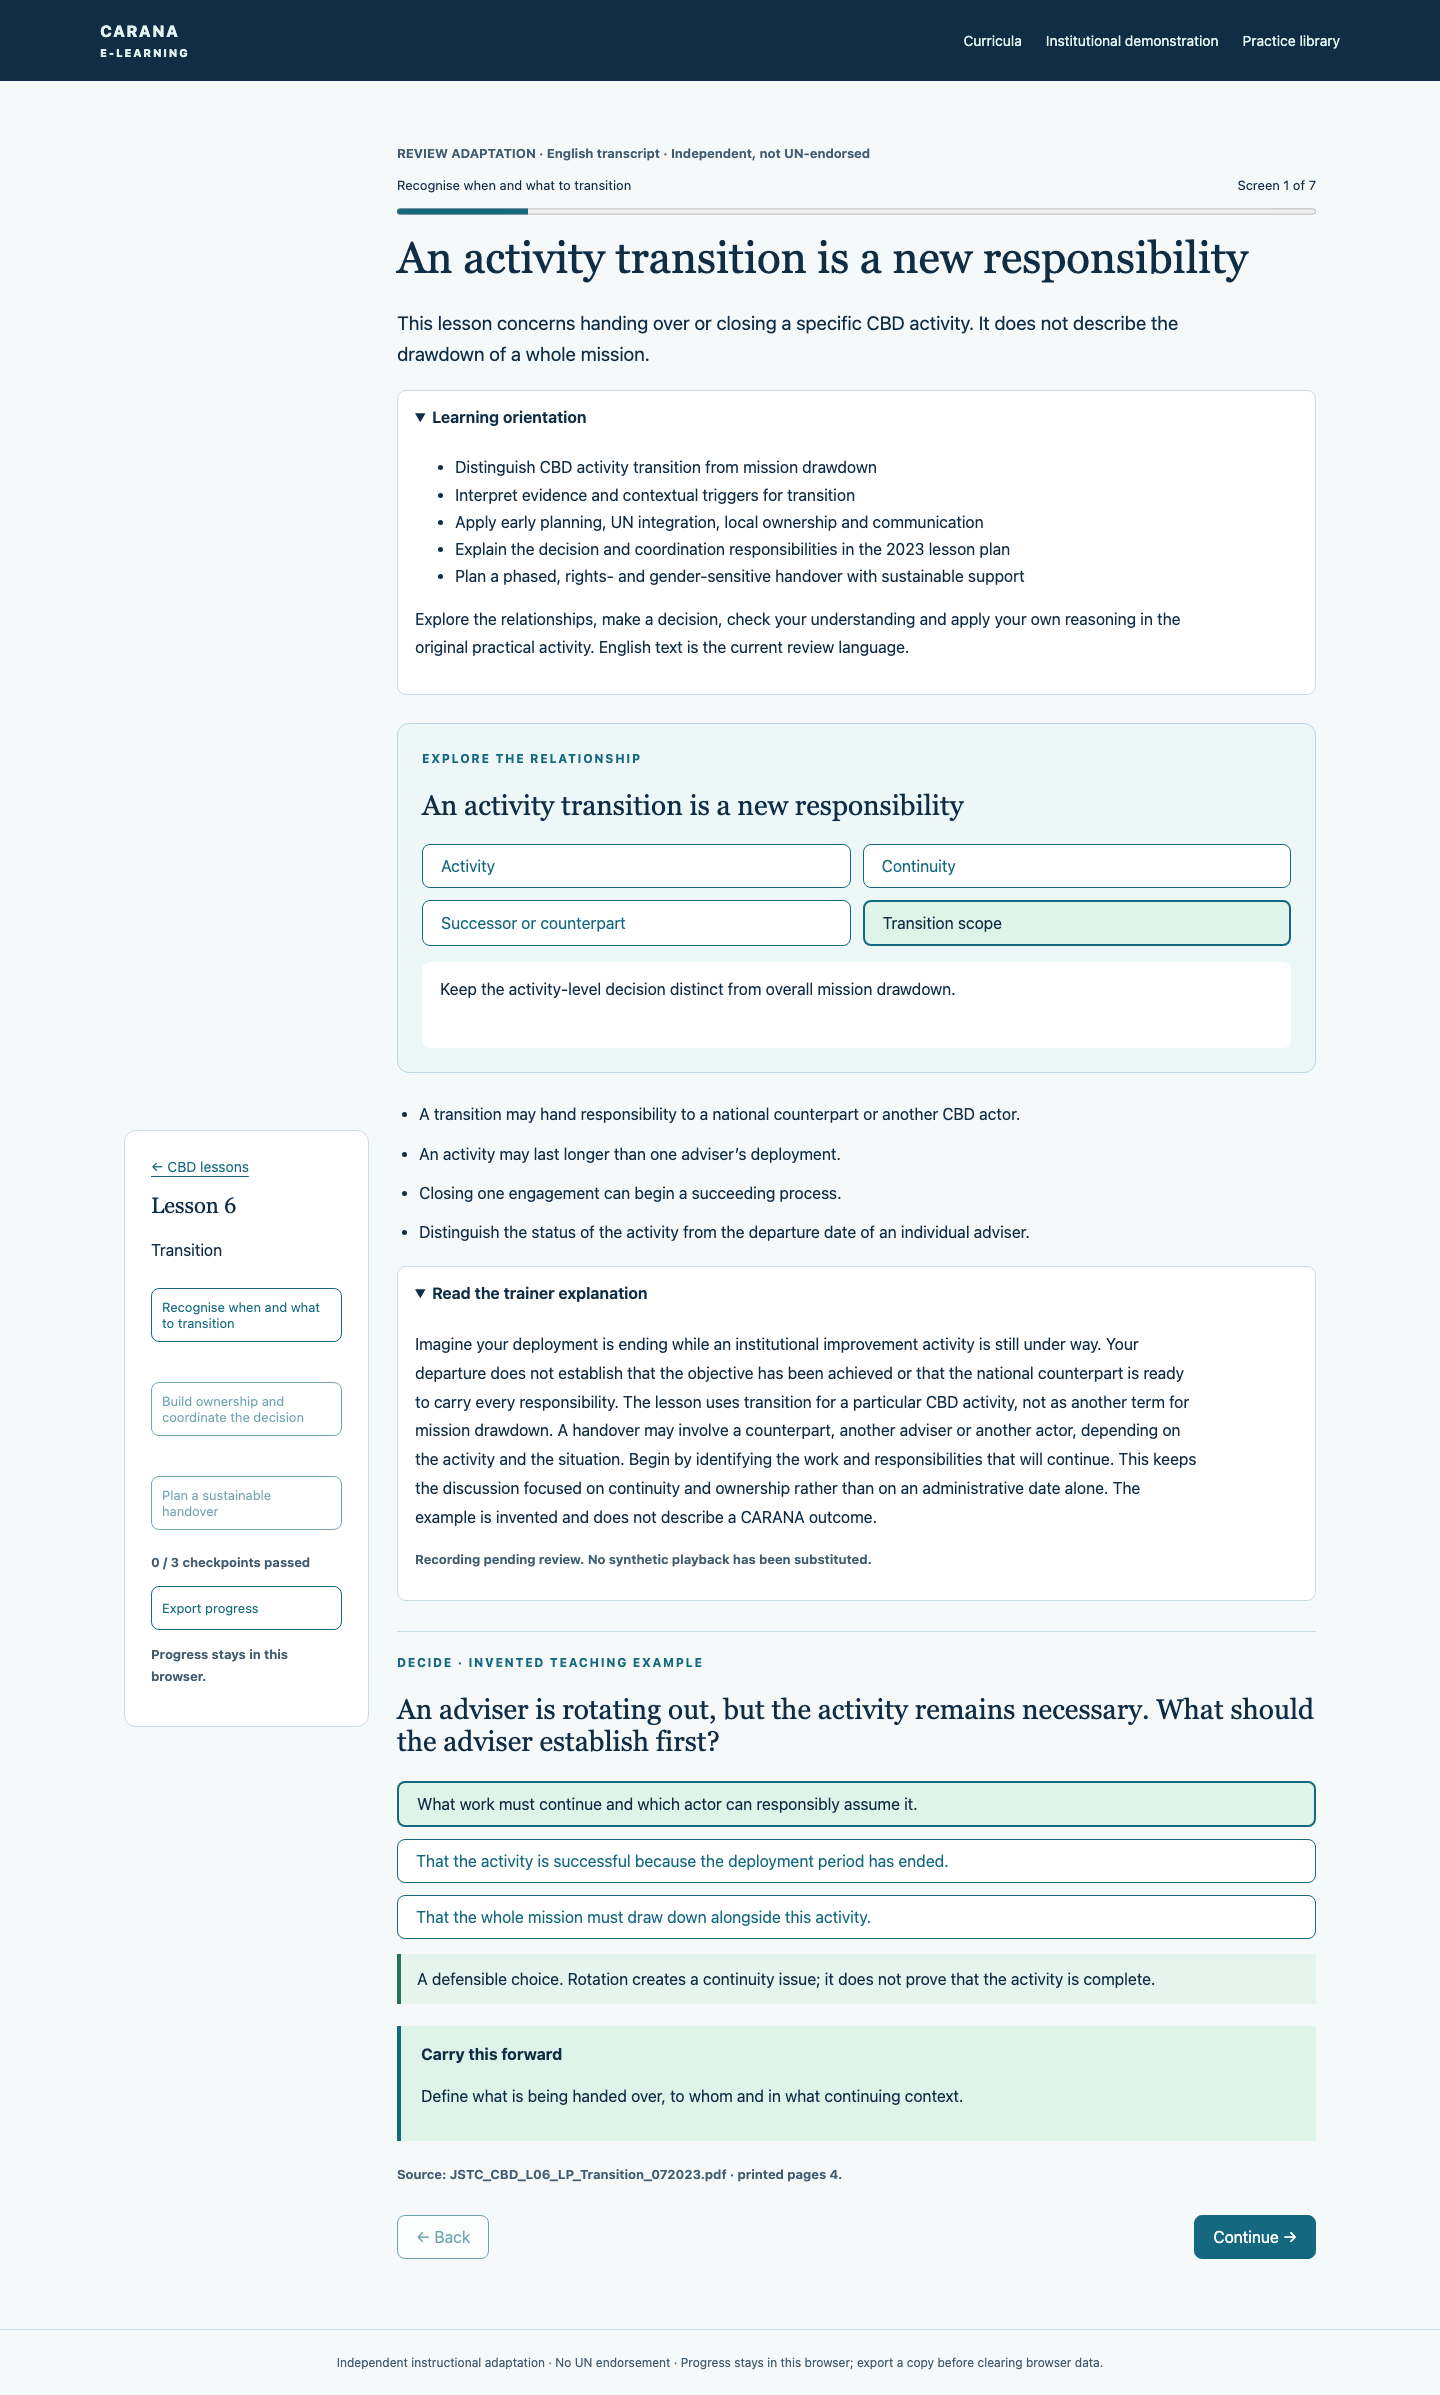 CARANA
E-LEARNING
Curricula
Institutional demonstration
Practice library
REVIEW ADAPTATION · English transcript · Independent, not UN-endorsed
Recognise when and what to transition
Screen 1 of 7
An activity transition is a new responsibility
This lesson concerns handing over or closing a specific CBD activity. It does not describe the
drawdown of a whole mission.
▼ Learning orientation
• Distinguish CBD activity transition from mission drawdown
• Interpret evidence and contextual triggers for transition
• Apply early planning, UN integration, local ownership and communication
• Explain the decision and coordination responsibilities in the 2023 lesson plan
• Plan a phased, rights- and gender-sensitive handover with sustainable support
Explore the relationships, make a decision, check your understanding and apply your own reasoning in the
original practical activity. English text is the current review language.
EXPLORE THE RELATIONSHIP
An activity transition is a new responsibility
Activity
Continuity
Successor or counterpart
Transition scope
Keep the activity-level decision distinct from overall mission drawdown.
• A transition may hand responsibility to a national counterpart or another CBD actor.
• An activity may last longer than one adviser’s deployment.
• Closing one engagement can begin a succeeding process.
• Distinguish the status of the activity from the departure date of an individual adviser.
← CBD lessons
Lesson 6
Transition
Recognise when and what
to transition
Build ownership and
coordinate the decision
Plan a sustainable
handover
0 / 3 checkpoints passed
Export progress
Progress stays in this
browser.
▼ Read the trainer explanation
Imagine your deployment is ending while an institutional improvement activity is still under way. Your
departure does not establish that the objective has been achieved or that the national counterpart is ready
to carry every responsibility. The lesson uses transition for a particular CBD activity, not as another term for
mission drawdown. A handover may involve a counterpart, another adviser or another actor, depending on
the activity and the situation. Begin by identifying the work and responsibilities that will continue. This keeps
the discussion focused on continuity and ownership rather than on an administrative date alone. The
example is invented and does not describe a CARANA outcome.
Recording pending review. No synthetic playback has been substituted.
DECIDE · INVENTED TEACHING EXAMPLE
An adviser is rotating out, but the activity remains necessary. What should
the adviser establish first?
What work must continue and which actor can responsibly assume it.
That the activity is successful because the deployment period has ended.
That the whole mission must draw down alongside this activity.
A defensible choice. Rotation creates a continuity issue; it does not prove that the activity is complete.
Carry this forward
Define what is being handed over, to whom and in what continuing context.
Source: JSTC_CBD_L06_LP_Transition_072023.pdf · printed pages 4.
← Back
Continue →
Independent instructional adaptation · No UN endorsement · Progress stays in this browser; export a copy before clearing browser data.